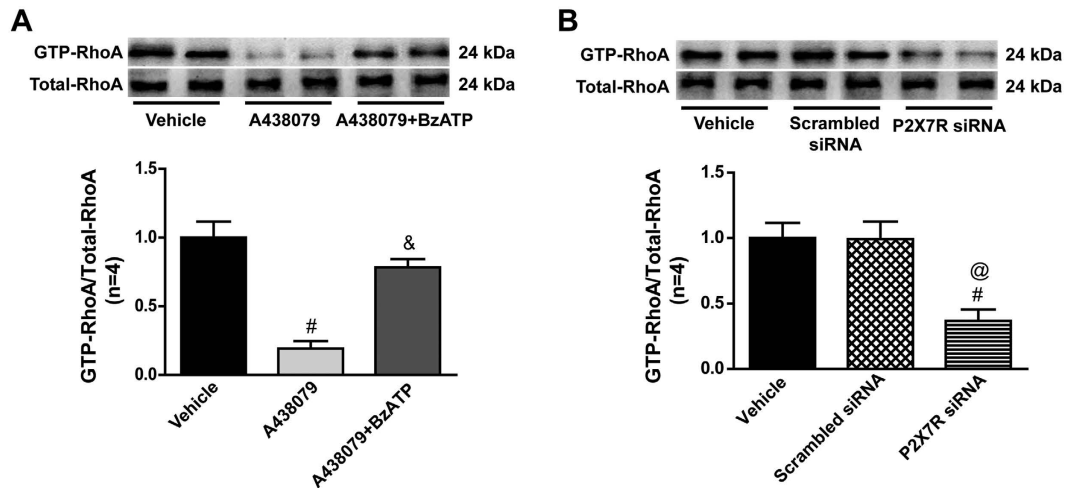 A
GTP-RhoA
24 kDa
Total-RhoA
24 kDa
Vehicle
A438079
A438079+BzATP
GTP-RhoA/Total-RhoA
(n=4)
1.5
1.0
0.5
0.0
#
&
Vehicle
A438079
A438079+BzATP
B
GTP-RhoA
24 kDa
Total-RhoA
24 kDa
Vehicle
Scrambled
siRNA
P2X7R siRNA
GTP-RhoA/Total-RhoA
(n=4)
1.5
1.0
0.5
0.0
@
#
Vehicle
Scrambled siRNA
P2X7R siRNA